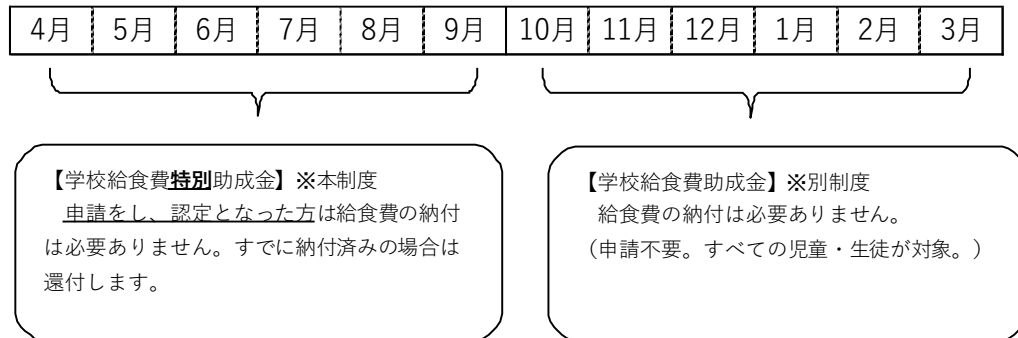 4月 5月 6月 7月 8月 9月 10月 11月 12月 1月 2月 3月
【学校給食費特別助成金】※本制度
申請をし、認定となった方は給食費の納付
は必要ありません。すでに納付済みの場合は
還付します。
【学校給食費助成金】※別制度
給食費の納付は必要ありません。
（申請不要。すべての児童・生徒が対象。）